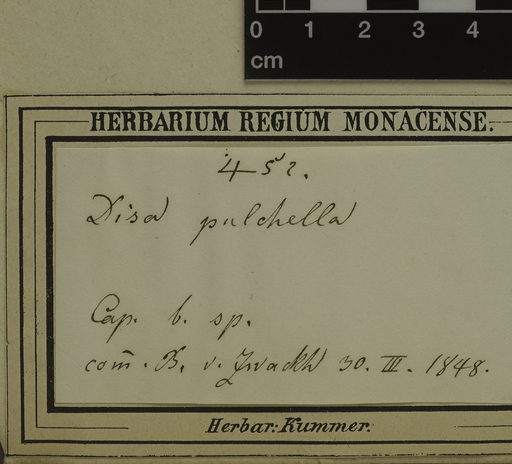 0 1 2 3 4
cm
HERBARIUM REGIUM MONACENSE.
452.
Disa pulchella
Cap. b. sp.
com̄. B. v. Zwackh 30. III. 1848.
Herbar: Kummer.